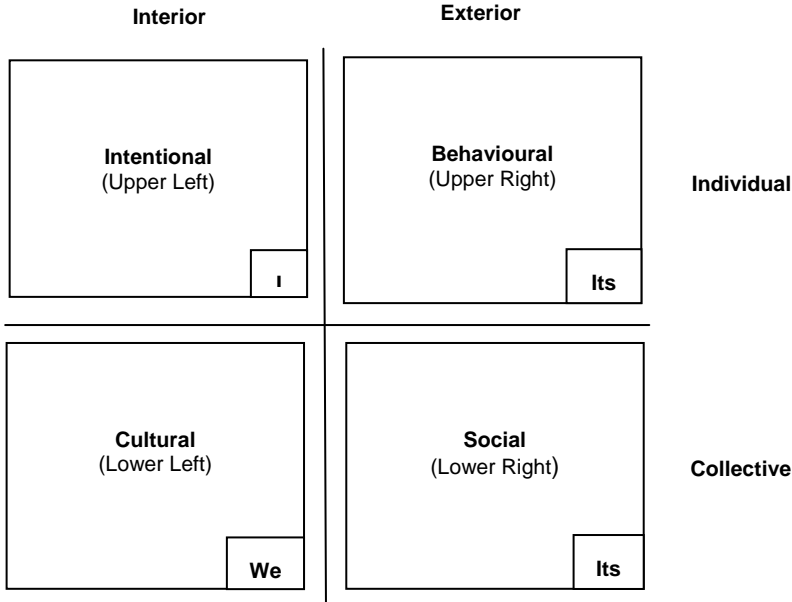 Interior
Exterior
Intentional
(Upper Left)
I
Behavioural
(Upper Right)
Its
Individual
Cultural
(Lower Left)
We
Social
(Lower Right)
Its
Collective